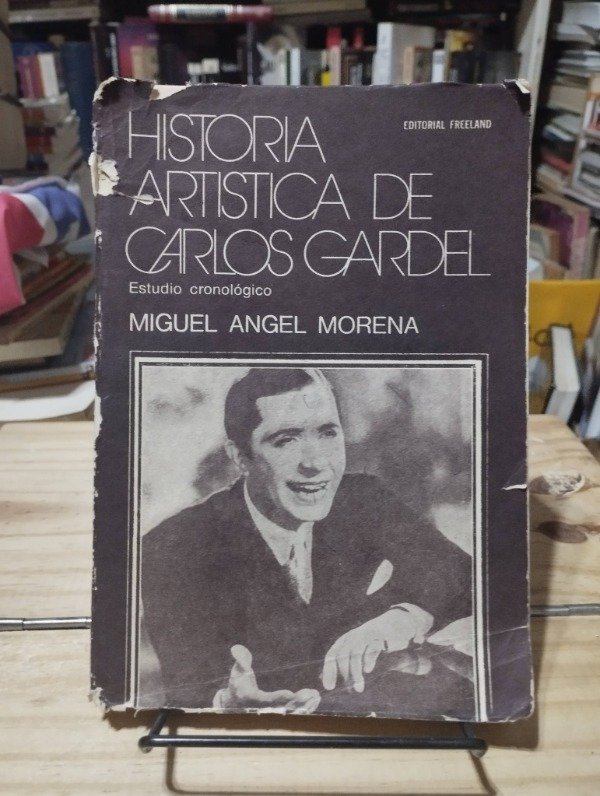 EDITORIAL FREELAND
HISTORIA
ARTISTICA DE
CARLOS GARDEL
Estudio cronológico
MIGUEL ANGEL MORENA